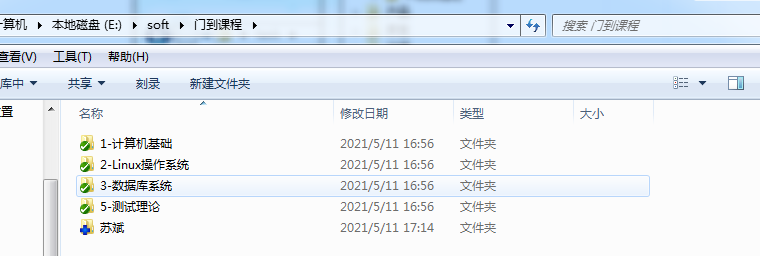 计算机 ▸ 本地磁盘 (E:) ▸ soft ▸ 门到课程 ▸ 搜索 门到课程
查看(V) 工具(T) 帮助(H)
库中 共享 刻录 新建文件夹
置
名称 修改日期 类型 大小
1-计算机基础 2021/5/11 16:56 文件夹
2-Linux操作系统 2021/5/11 16:56 文件夹
3-数据库系统 2021/5/11 16:56 文件夹
5-测试理论 2021/5/11 16:56 文件夹
苏斌 2021/5/11 17:14 文件夹